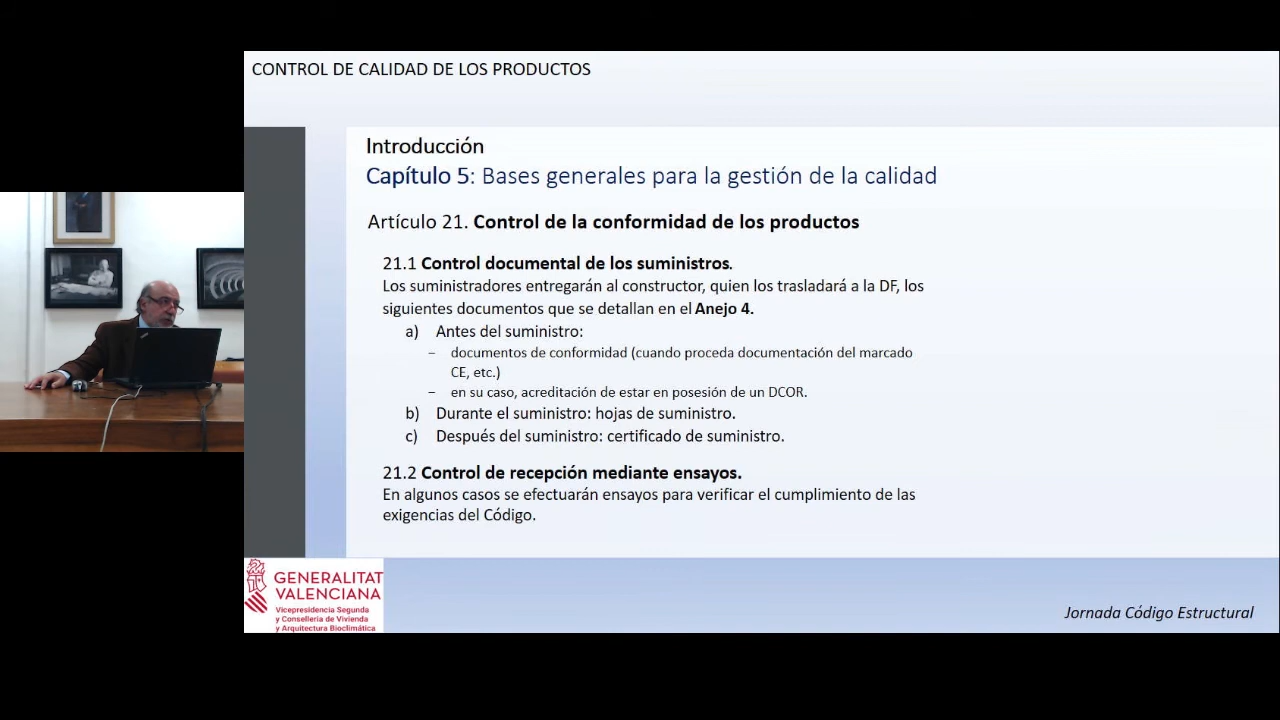 CONTROL DE CALIDAD DE LOS PRODUCTOS
Introducción
Capítulo 5: Bases generales para la gestión de la calidad
Artículo 21. Control de la conformidad de los productos
21.1 Control documental de los suministros.
Los suministradores entregarán al constructor, quien los trasladará a la DF, los
siguientes documentos que se detallan en el Anejo 4.
a) Antes del suministro:
– documentos de conformidad (cuando proceda documentación del marcado
CE, etc.)
– en su caso, acreditación de estar en posesión de un DCOR.
b) Durante el suministro: hojas de suministro.
c) Después del suministro: certificado de suministro.
21.2 Control de recepción mediante ensayos.
En algunos casos se efectuarán ensayos para verificar el cumplimiento de las
exigencias del Código.
GENERALITAT
VALENCIANA
Vicepresidencia Segunda
y Conselleria de Vivienda
y Arquitectura Bioclimática
Jornada Código Estructural